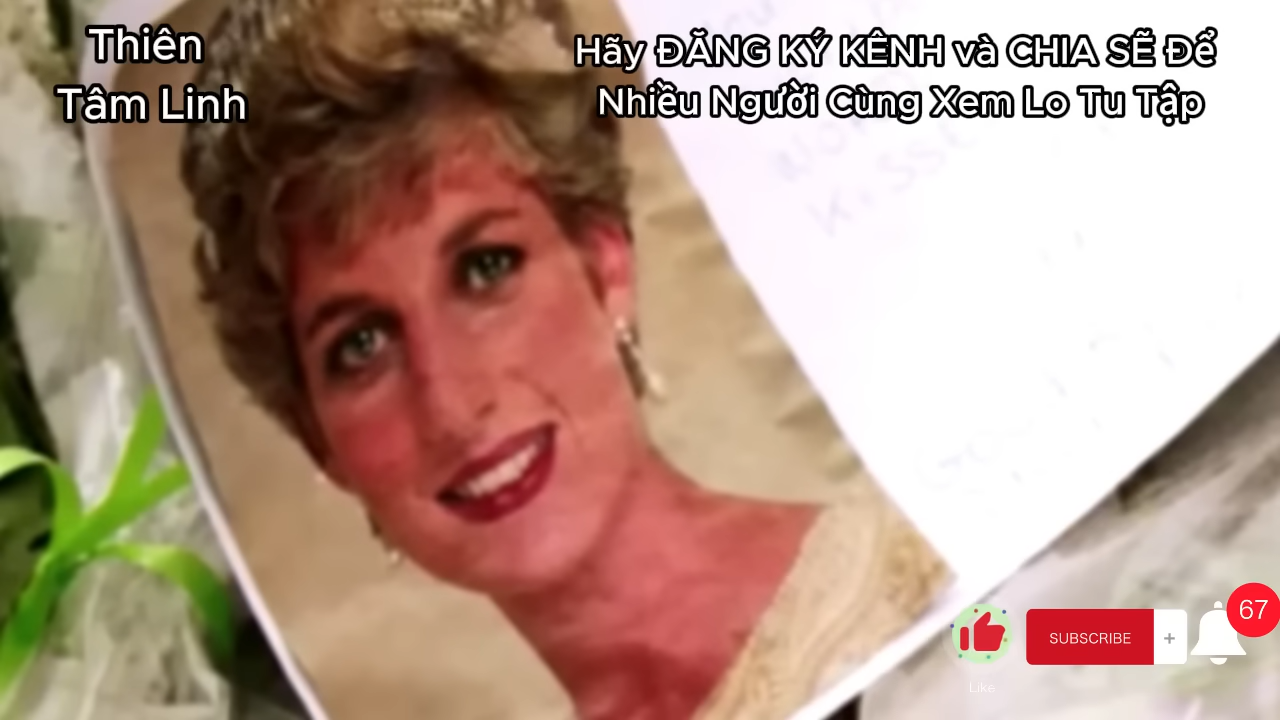 Thiên
Tâm Linh
Hãy ĐĂNG KÝ KÊNH và CHIA SẼ Để
Nhiều Người Cùng Xem Lo Tu Tập
67
SUBSCRIBE +
Like